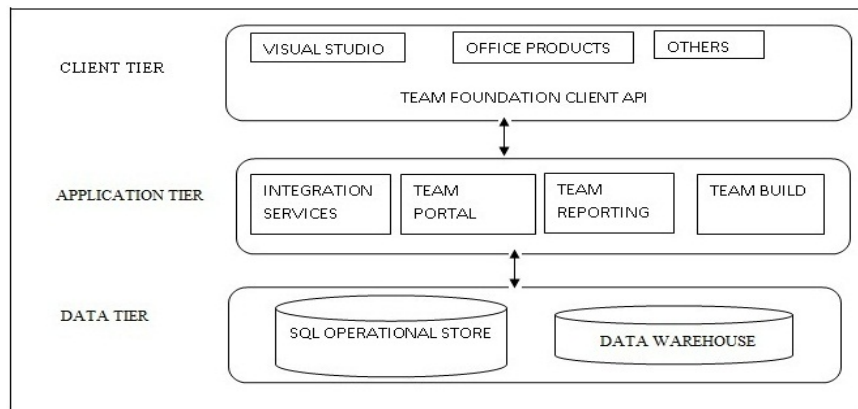 CLIENT TIER
VISUAL STUDIO
OFFICE PRODUCTS
OTHERS
TEAM FOUNDATION CLIENT API
APPLICATION TIER
INTEGRATION
SERVICES
TEAM
PORTAL
TEAM
REPORTING
TEAM BUILD
DATA TIER
SQL OPERATIONAL STORE
DATA WAREHOUSE